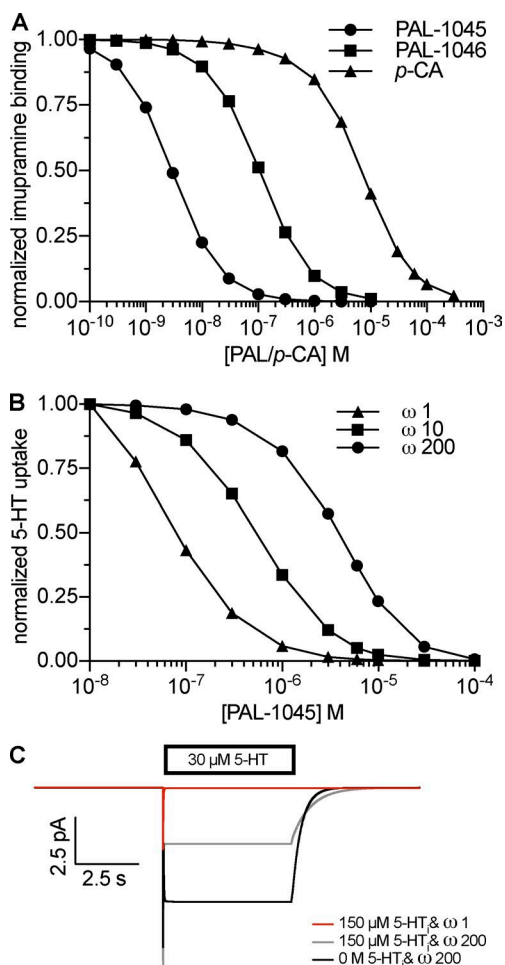 A
PAL-1045
PAL-1046
p-CA
normalized imupramine binding
1.00
0.75
0.50
0.25
0.00
10⁻¹⁰ 10⁻⁹ 10⁻⁸ 10⁻⁷ 10⁻⁶ 10⁻⁵ 10⁻⁴ 10⁻³
[PAL/p-CA] M
B
ω 1
ω 10
ω 200
normalized 5-HT uptake
1.00
0.75
0.50
0.25
0.00
10⁻⁸ 10⁻⁷ 10⁻⁶ 10⁻⁵ 10⁻⁴
[PAL-1045] M
C
30 µM 5-HT
2.5 pA
2.5 s
150 µM 5-HTᵢ& ω 1
150 µM 5-HTᵢ& ω 200
0 M 5-HTᵢ& ω 200